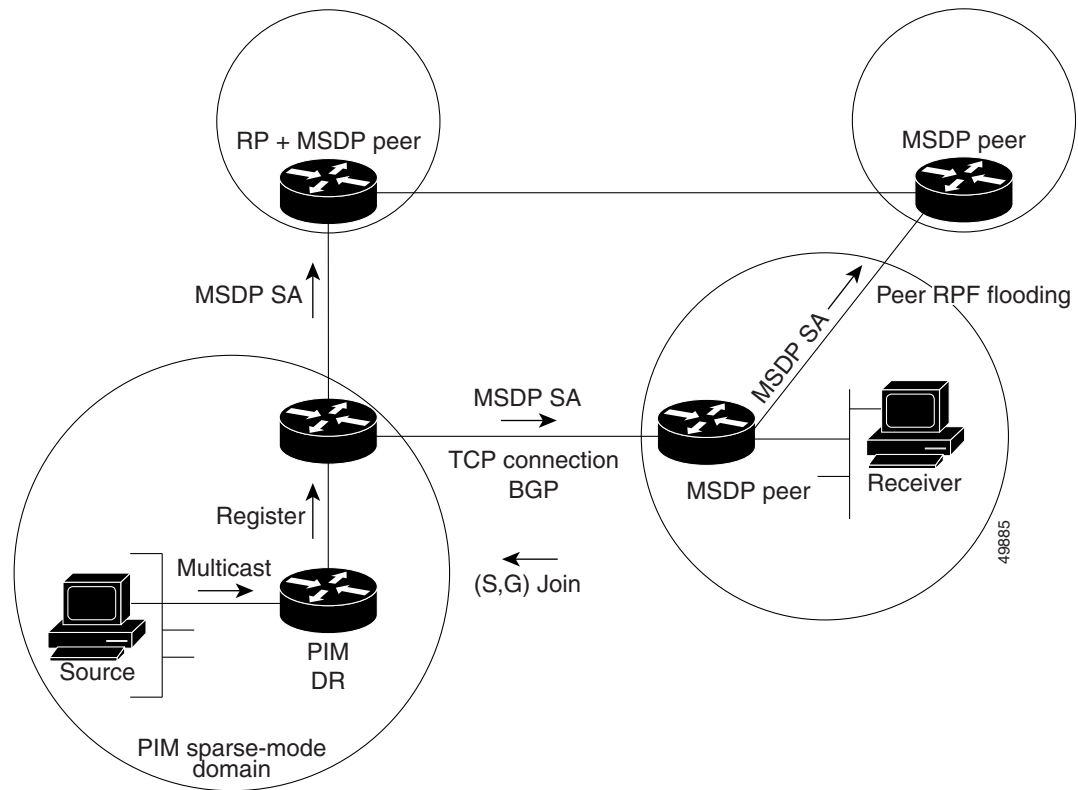 RP + MSDP peer
MSDP peer
MSDP SA
Peer RPF flooding
MSDP SA
MSDP SA
TCP connection
BGP
MSDP peer
Receiver
Register
49885
Multicast
(S,G) Join
Source
PIM
DR
PIM sparse-mode
domain